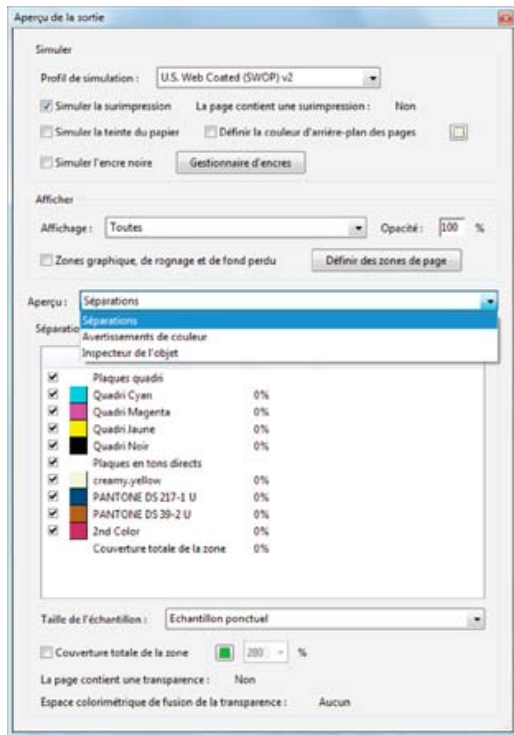 Aperçu de la sortie
Simuler
Profil de simulation : U.S. Web Coated (SWOP) v2
Simuler la surimpression La page contient une surimpression : Non
Simuler la teinte du papier Définir la couleur d'arrière-plan des pages
Simuler l'encre noire Gestionnaire d'encres
Afficher
Affichage : Toutes Opacité : 100 %
Zones graphique, de rognage et de fond perdu Définir des zones de page
Aperçu : Séparations
Séparations
Séparatio
Avertissements de couleur
Inspecteur de l'objet
Plaques quadri
Quadri Cyan 0%
Quadri Magenta 0%
Quadri Jaune 0%
Quadri Noir 0%
Plaques en tons directs
creamy.yellow 0%
PANTONE DS 217-1 U 0%
PANTONE DS 39-2 U 0%
2nd Color 0%
Couverture totale de la zone 0%
Taille de l'échantillon : Echantillon ponctuel
Couverture totale de la zone 280 %
La page contient une transparence : Non
Espace colorimétrique de fusion de la transparence : Aucun